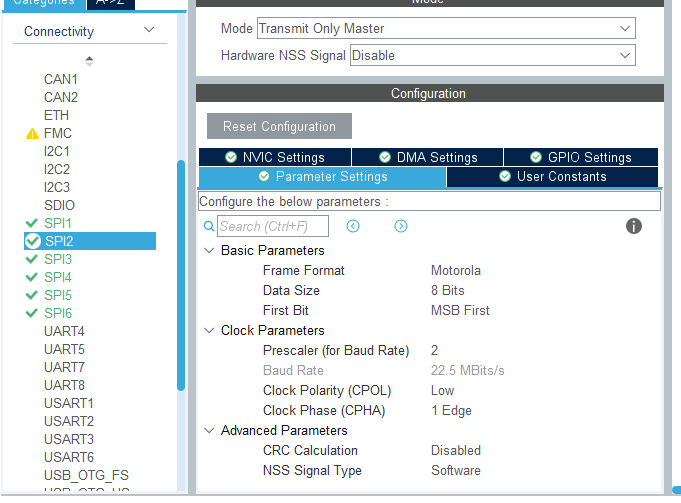 Categories A->Z
Connectivity
CAN1
CAN2
ETH
FMC
I2C1
I2C2
I2C3
SDIO
SPI1
SPI2
SPI3
SPI4
SPI5
SPI6
UART4
UART5
UART7
UART8
USART1
USART2
USART3
USART6
USB_OTG_FS
USB_OTG_HS
Mode
Mode Transmit Only Master
Hardware NSS Signal Disable
Configuration
Reset Configuration
NVIC Settings DMA Settings GPIO Settings
Parameter Settings User Constants
Configure the below parameters :
Search (Ctrl+F)
Basic Parameters
Frame Format Motorola
Data Size 8 Bits
First Bit MSB First
Clock Parameters
Prescaler (for Baud Rate) 2
Baud Rate 22.5 MBits/s
Clock Polarity (CPOL) Low
Clock Phase (CPHA) 1 Edge
Advanced Parameters
CRC Calculation Disabled
NSS Signal Type Software